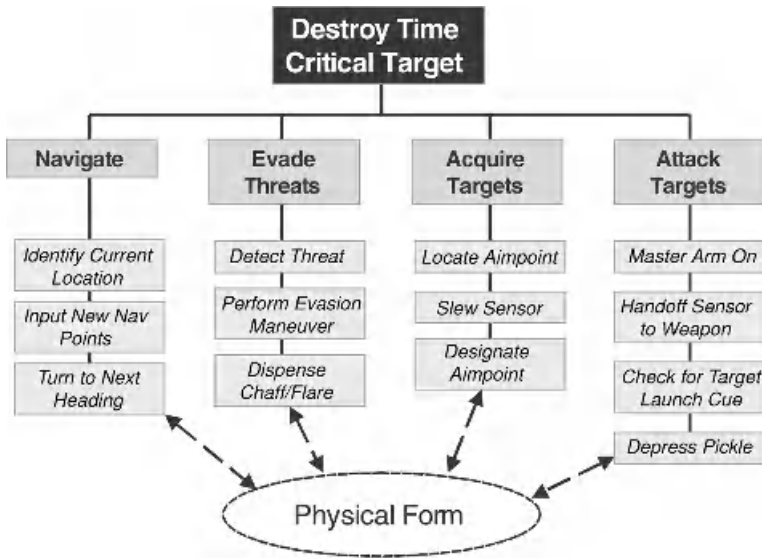 Destroy Time
Critical Target
Navigate
Evade
Threats
Acquire
Targets
Attack
Targets
Identify Current
Location
Input New Nav
Points
Turn to Next
Heading
Detect Threat
Perform Evasion
Maneuver
Dispense
Chaff/Flare
Locate Aimpoint
Slew Sensor
Designate
Aimpoint
Master Arm On
Handoff Sensor
to Weapon
Check for Target
Launch Cue
Depress Pickle
Physical Form